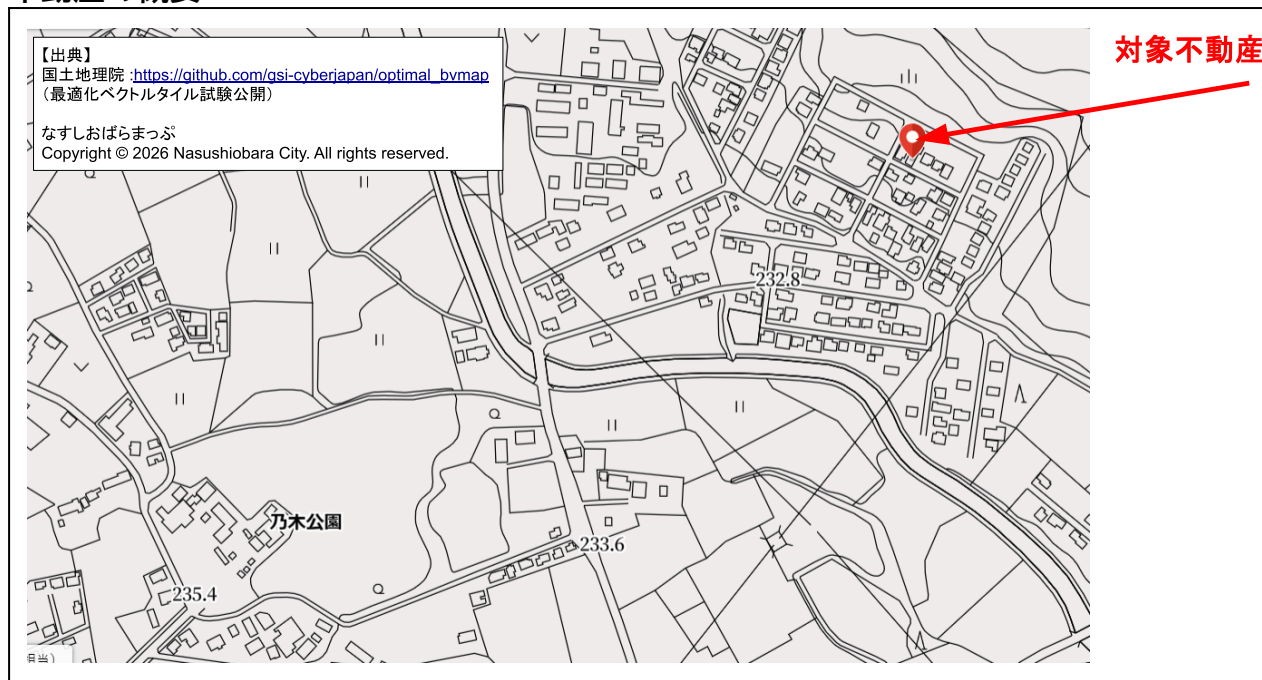 対象不動産
【出典】
国土地理院 :https://github.com/gsi-cyberjapan/optimal_bvmap
（最適化ベクトルタイル試験公開）
なすしおばらまっぷ
Copyright © 2026 Nasushiobara City. All rights reserved.
232.8
乃木公園
233.6
235.4
担当）